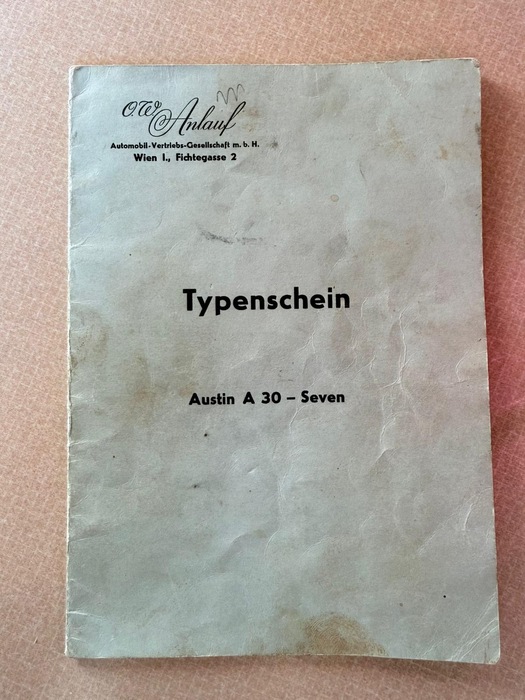 O.W. Anlauf
Automobil-Vertriebs-Gesellschaft m. b. H.
Wien I., Fichtegasse 2
Typenschein
Austin A 30 – Seven